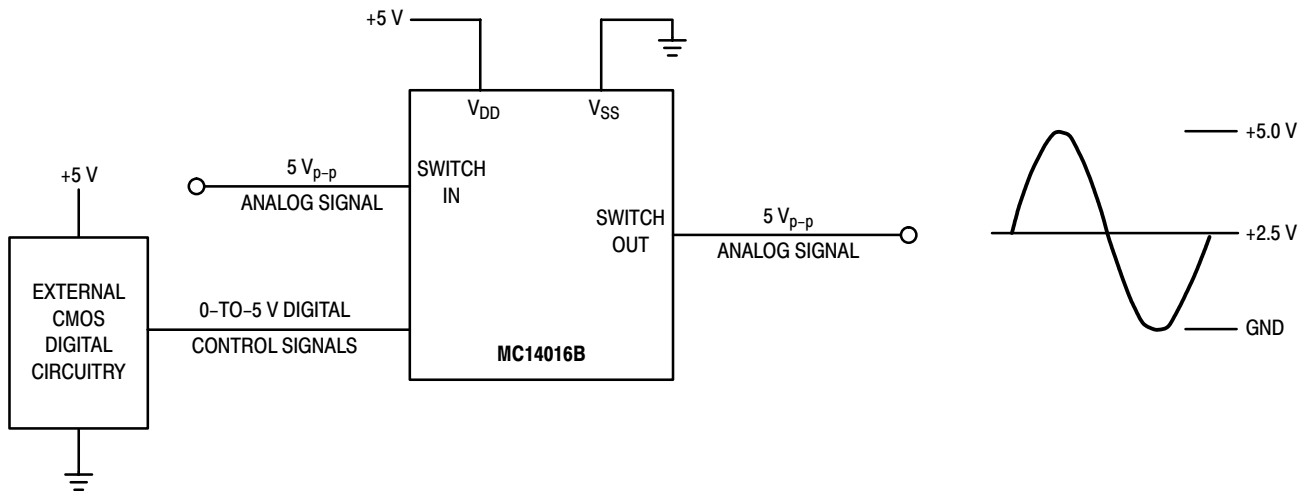 +5 V
V_DD
V_SS
5 V_p–p
ANALOG SIGNAL
SWITCH
IN
SWITCH
OUT
5 V_p–p
ANALOG SIGNAL
+5 V
EXTERNAL
CMOS
DIGITAL
CIRCUITRY
0–TO–5 V DIGITAL
CONTROL SIGNALS
MC14016B
+5.0 V
+2.5 V
GND